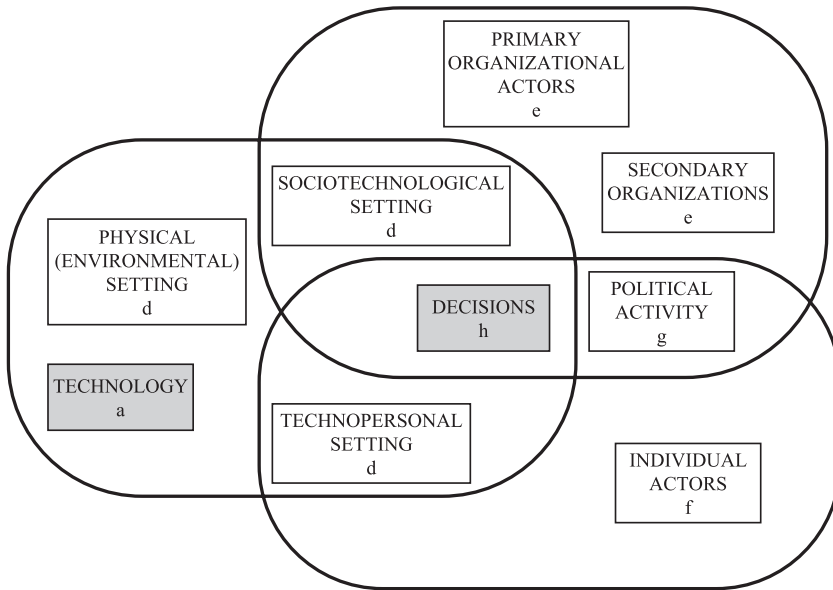 PRIMARY
ORGANIZATIONAL
ACTORS
e
SOCIOTECHNOLOGICAL
SETTING
d
SECONDARY
ORGANIZATIONS
e
PHYSICAL
(ENVIRONMENTAL)
SETTING
d
DECISIONS
h
POLITICAL
ACTIVITY
g
TECHNOLOGY
a
TECHNOPERSONAL
SETTING
d
INDIVIDUAL
ACTORS
f